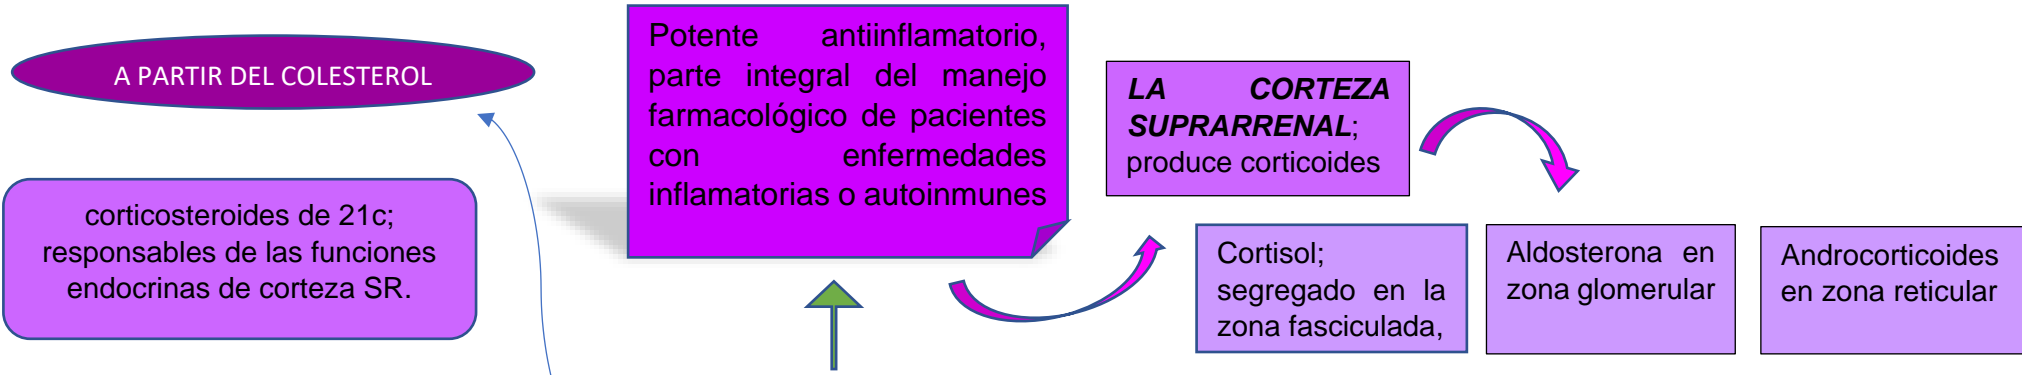 A PARTIR DEL COLESTEROL
corticosteroides de 21c;
responsables de las funciones
endocrinas de corteza SR.
Potente antiinflamatorio,
parte integral del manejo
farmacológico de pacientes
con enfermedades
inflamatorias o autoinmunes
LA CORTEZA
SUPRARRENAL;
produce corticoides
Cortisol;
segregado en la
zona fasciculada,
Aldosterona en
zona glomerular
Androcorticoides
en zona reticular